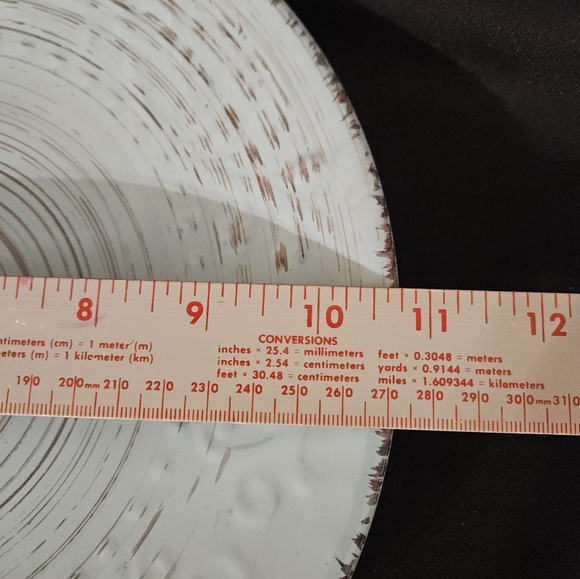 8 9 10 11 12
CONVERSIONS
ntimeters (cm) = 1 meter (m)
eters (m) = 1 kilometer (km)
inches × 25.4 = millimeters
inches × 2.54 = centimeters
feet × 30.48 = centimeters
feet × 0.3048 = meters
yards × 0.9144 = meters
miles × 1.609344 = kilometers
190 200mm 210 220 230 240 250 260 270 280 290 300mm 310